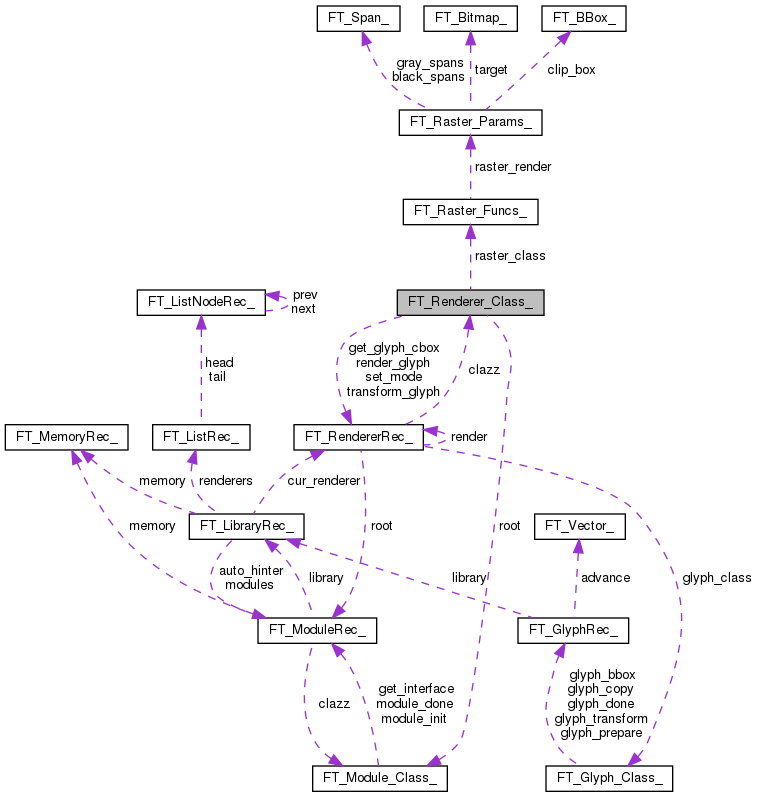 FT_Span_
FT_Bitmap_
FT_BBox_
gray_spans
black_spans
target
clip_box
FT_Raster_Params_
raster_render
FT_Raster_Funcs_
raster_class
FT_ListNodeRec_
prev
next
FT_Renderer_Class_
head
tail
get_glyph_cbox
render_glyph
set_mode
transform_glyph
clazz
FT_MemoryRec_
FT_ListRec_
FT_RendererRec_
render
memory
renderers
cur_renderer
memory
FT_LibraryRec_
root
root
FT_Vector_
auto_hinter
modules
library
library
advance
glyph_class
FT_ModuleRec_
FT_GlyphRec_
clazz
get_interface
module_done
module_init
glyph_bbox
glyph_copy
glyph_done
glyph_transform
glyph_prepare
FT_Module_Class_
FT_Glyph_Class_